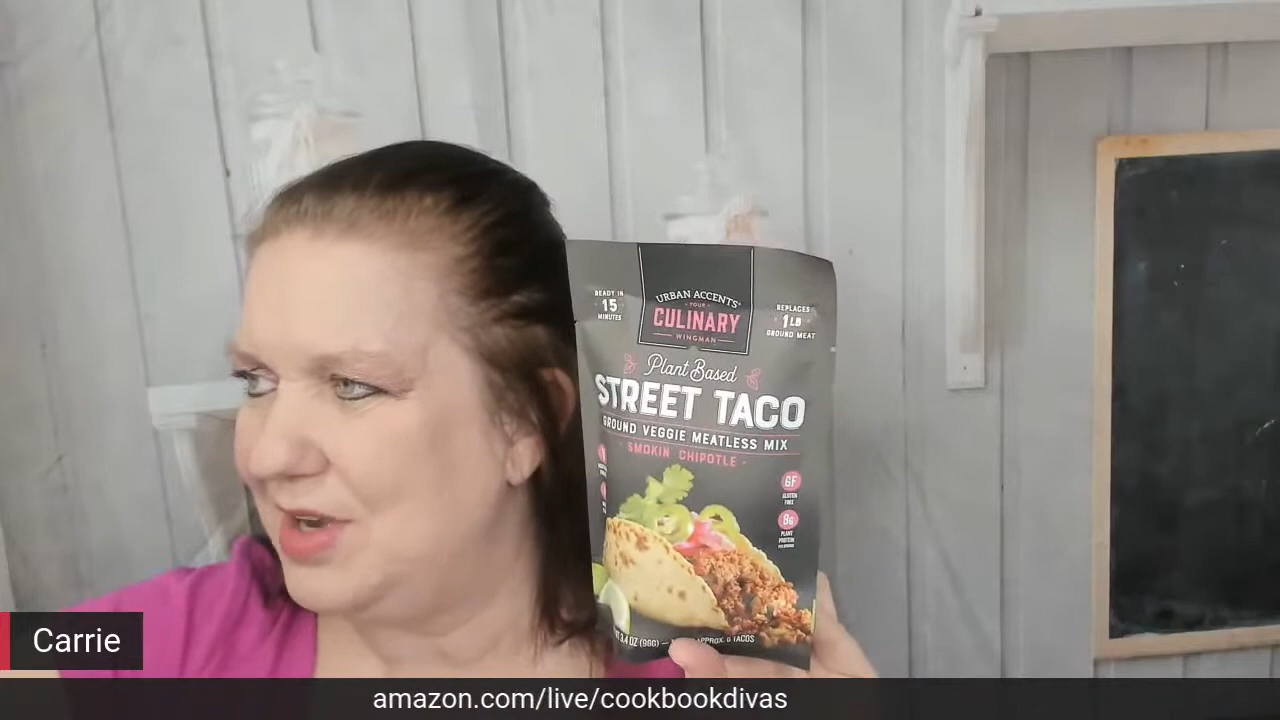 READY IN
15
MINUTES
URBAN ACCENTS
YOUR
CULINARY
WINGMAN
REPLACES
1 LB
GROUND MEAT
Plant Based
STREET TACO
GROUND VEGGIE MEATLESS MIX
SMOKIN CHIPOTLE
GF
GLUTEN
FREE
8g
PLANT
PROTEIN
3.4 OZ (96G)
APPROX. 6 TACOS
Carrie
amazon.com/live/cookbookdivas